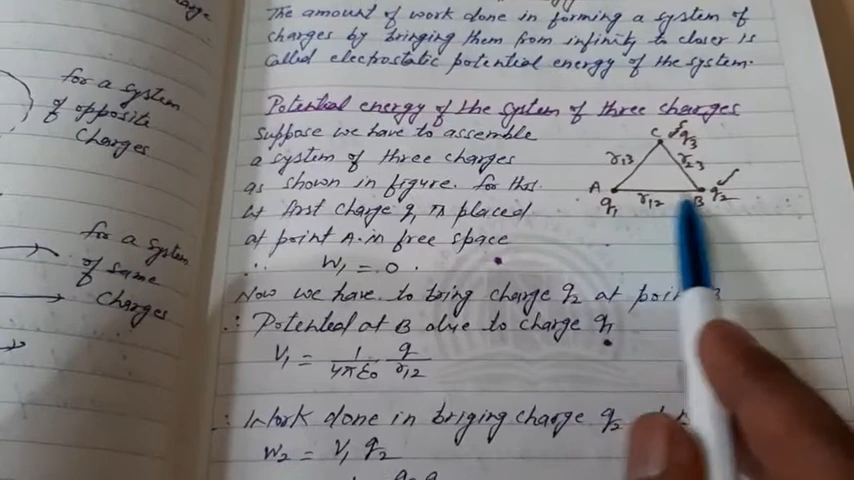 The amount of work done in forming a system of
charges by bringing them from infinity to closer is
called electrostatic potential energy of the system.
for a system
of opposite
charges
Potential energy of the system of three charges
Suppose we have to assemble
a system of three charges
as shown in figure. for this
let first charge q1 is placed
at point A in free space
C q3
r13 r23
A r12 B q2
q1
∴ W1 = 0.
for a system
of same
charges
Now we have to bring charge q2 at point B
∴ Potential at B due to charge q1
V1 = 1/4πε0 q/r12
∴ Work done in briging charge q2
W2 = V1 q2